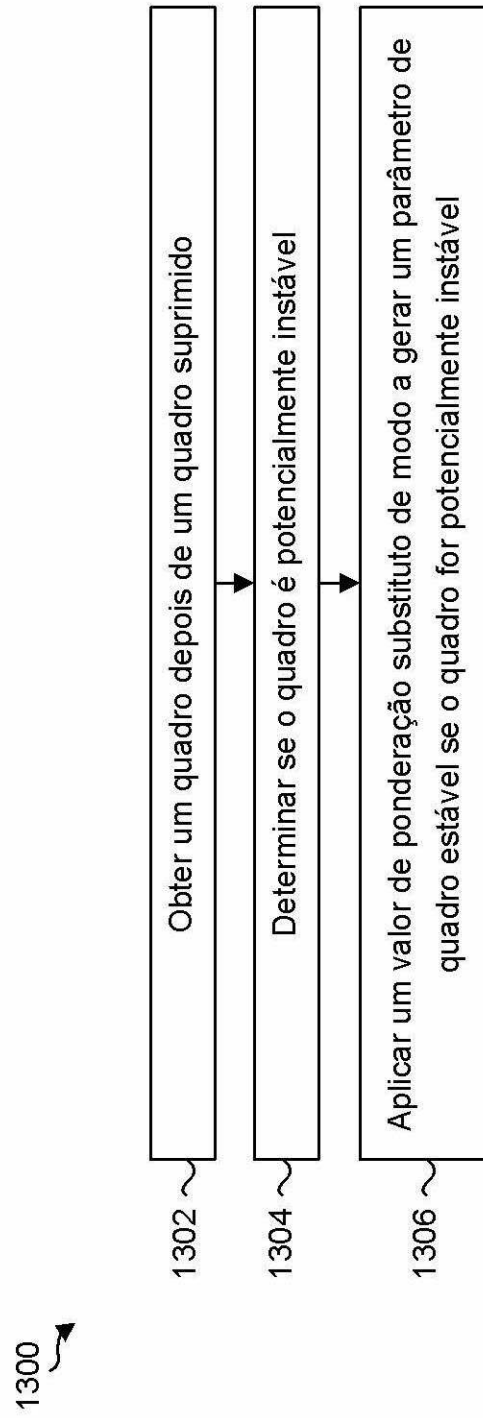 1300
1302
Obter um quadro depois de um quadro suprimido
1304
Determinar se o quadro é potencialmente instável
1306
Aplicar um valor de ponderação substituto de modo a gerar um parâmetro de
quadro estável se o quadro for potencialmente instável